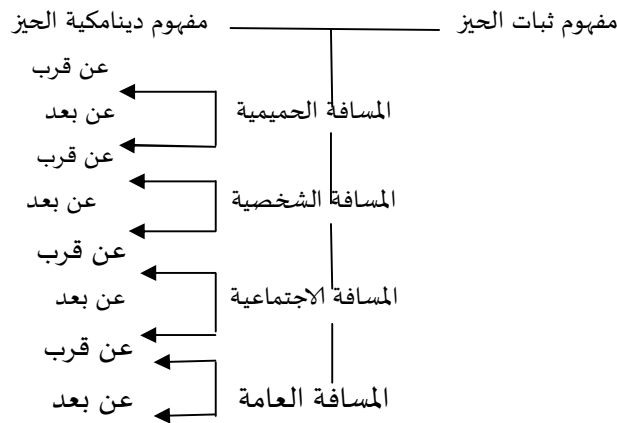 مفهوم ثبات الحيز مفهوم دينامكية الحيز
عن قرب
المسافة الحميمية عن بعد
عن قرب
المسافة الشخصية عن بعد
عن قرب
المسافة الاجتماعية عن بعد
عن قرب
المسافة العامة عن بعد